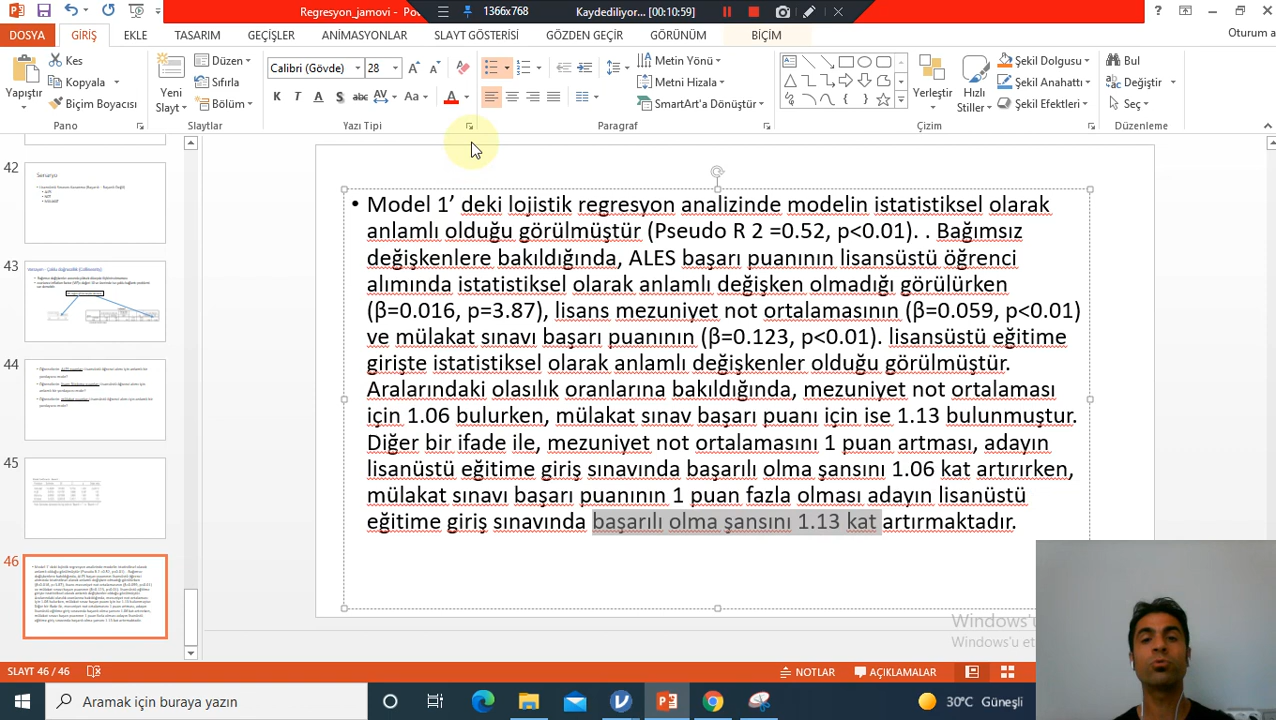 Regresyon_jamovi - Po
1366x768
Kaydediliyor... 00:10:59
DOSYA GİRİŞ EKLE TASARIM GEÇİŞLER ANİMASYONLAR SLAYT GÖSTERİSİ GÖZDEN GEÇİR GÖRÜNÜM BİÇİM Oturum a
Yapıştır
Kes
Kopyala
Biçim Boyacısı
Pano
Yeni
Slayt
Düzen
Sıfırla
Bölüm
Slaytlar
Calibri (Gövde) 28
Yazı Tipi
Metin Yönü
Metni Hizala
SmartArt'a Dönüştür
Paragraf
Yerleştir
Hızlı
Stiller
Şekil Dolgusu
Şekil Anahattı
Şekil Efektleri
Çizim
Bul
Değiştir
Seç
Düzenleme
42
43
44
45
46
• Model 1’ deki lojistik regresyon analizinde modelin istatistiksel olarak
anlamlı olduğu görülmüştür (Pseudo R 2 =0.52, p<0.01). . Bağımsız
değişkenlere bakıldığında, ALES başarı puanının lisansüstü öğrenci
alımında istatistiksel olarak anlamlı değişken olmadığı görülürken
(β=0.016, p=3.87), lisans mezuniyet not ortalamasının (β=0.059, p<0.01)
ve mülakat sınavı başarı puanının (β=0.123, p<0.01). lisansüstü eğitime
girişte istatistiksel olarak anlamlı değişkenler olduğu görülmüştür.
Aralarındaki olasılık oranlarına bakıldığında, mezuniyet not ortalaması
için 1.06 bulurken, mülakat sınav başarı puanı için ise 1.13 bulunmuştur.
Diğer bir ifade ile, mezuniyet not ortalamasını 1 puan artması, adayın
lisanüstü eğitime giriş sınavında başarılı olma şansını 1.06 kat artırırken,
mülakat sınavı başarı puanının 1 puan fazla olması adayın lisanüstü
eğitime giriş sınavında başarılı olma şansını 1.13 kat artırmaktadır.
Windows'u
Windows'u et
SLAYT 46 / 46
NOTLAR AÇIKLAMALAR
Aramak için buraya yazın
30°C Güneşli